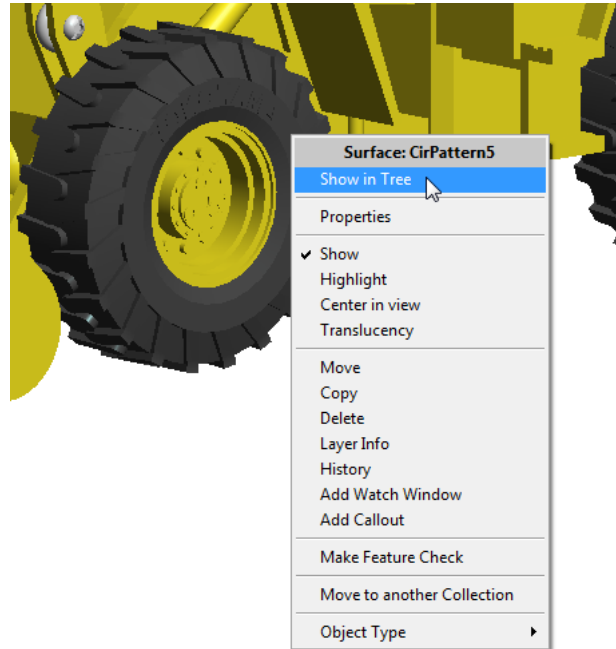 Surface: CirPattern5
Show in Tree
Properties
Show
Highlight
Center in view
Translucency
Move
Copy
Delete
Layer Info
History
Add Watch Window
Add Callout
Make Feature Check
Move to another Collection
Object Type